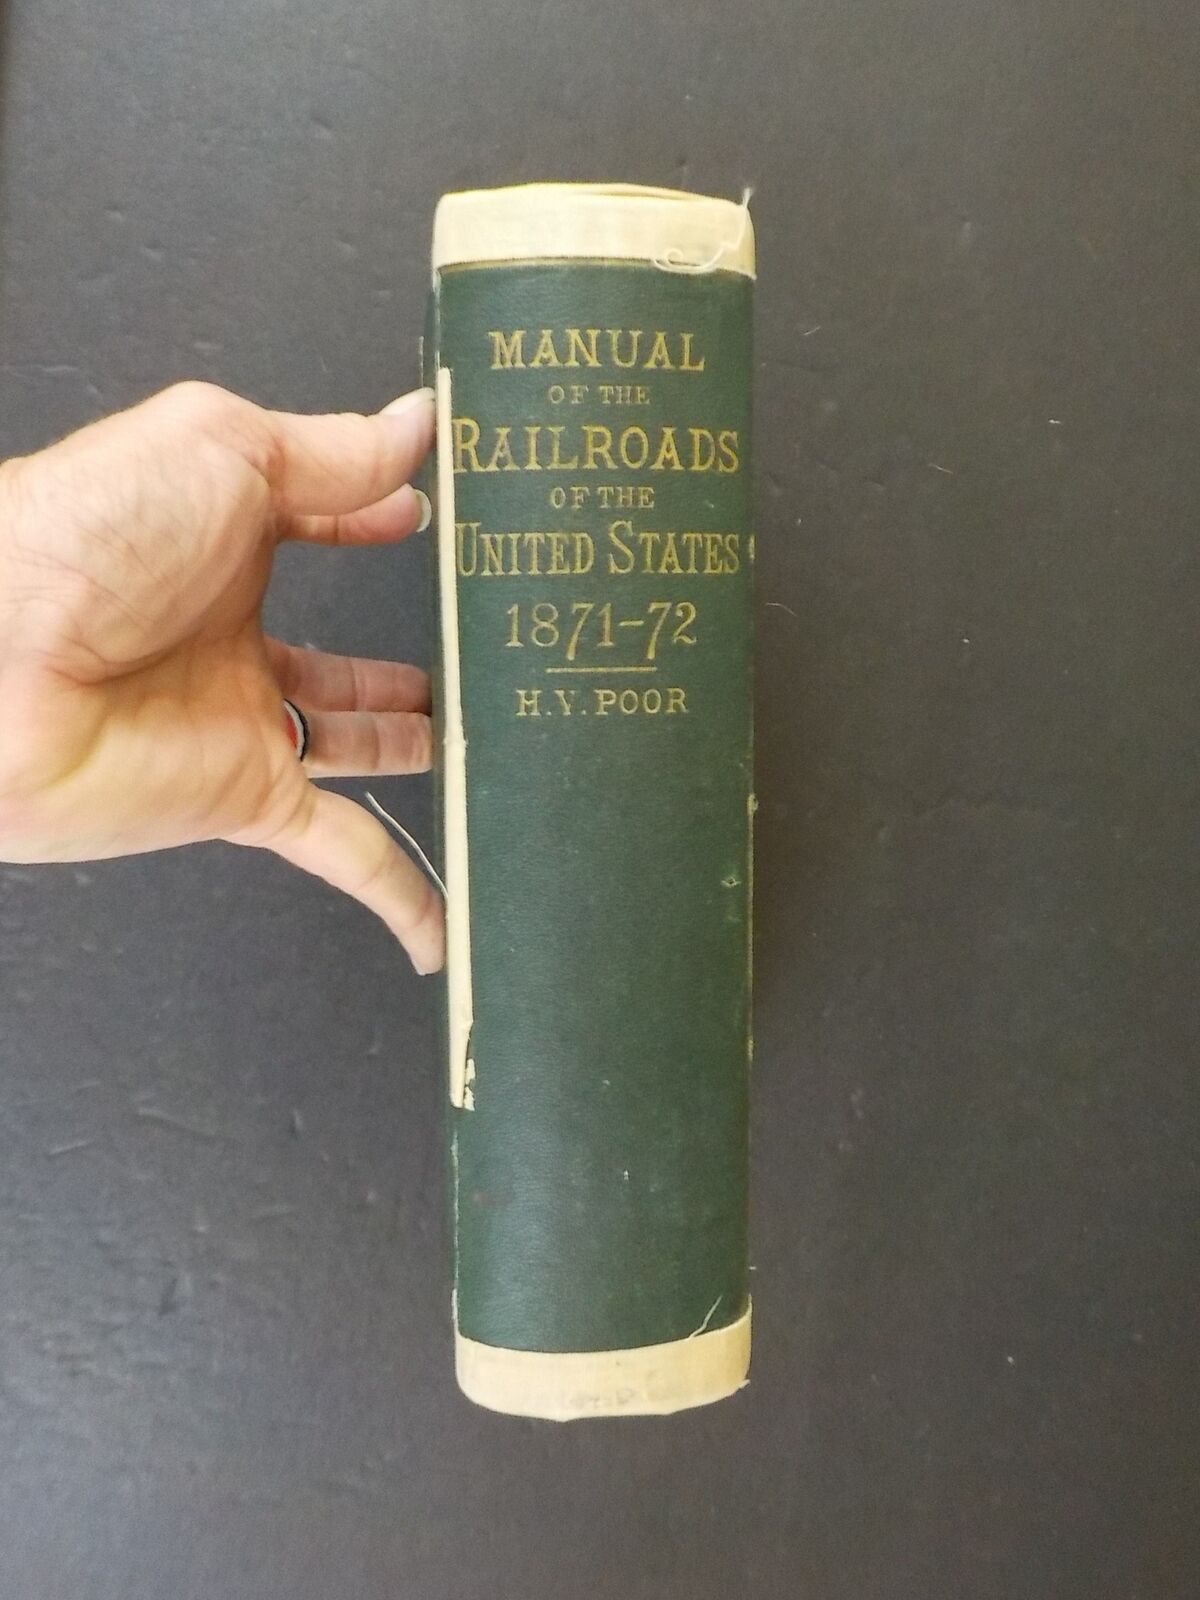 MANUAL
OF THE
RAILROADS
OF THE
UNITED STATES
1871-72
H.V. POOR